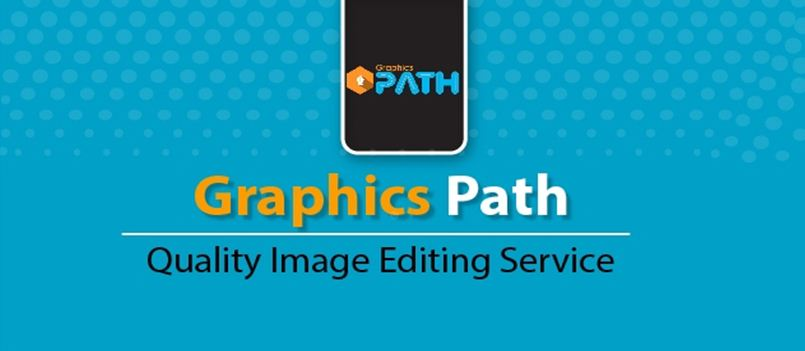 Graphics
PATH
Graphics Path
Quality Image Editing Service